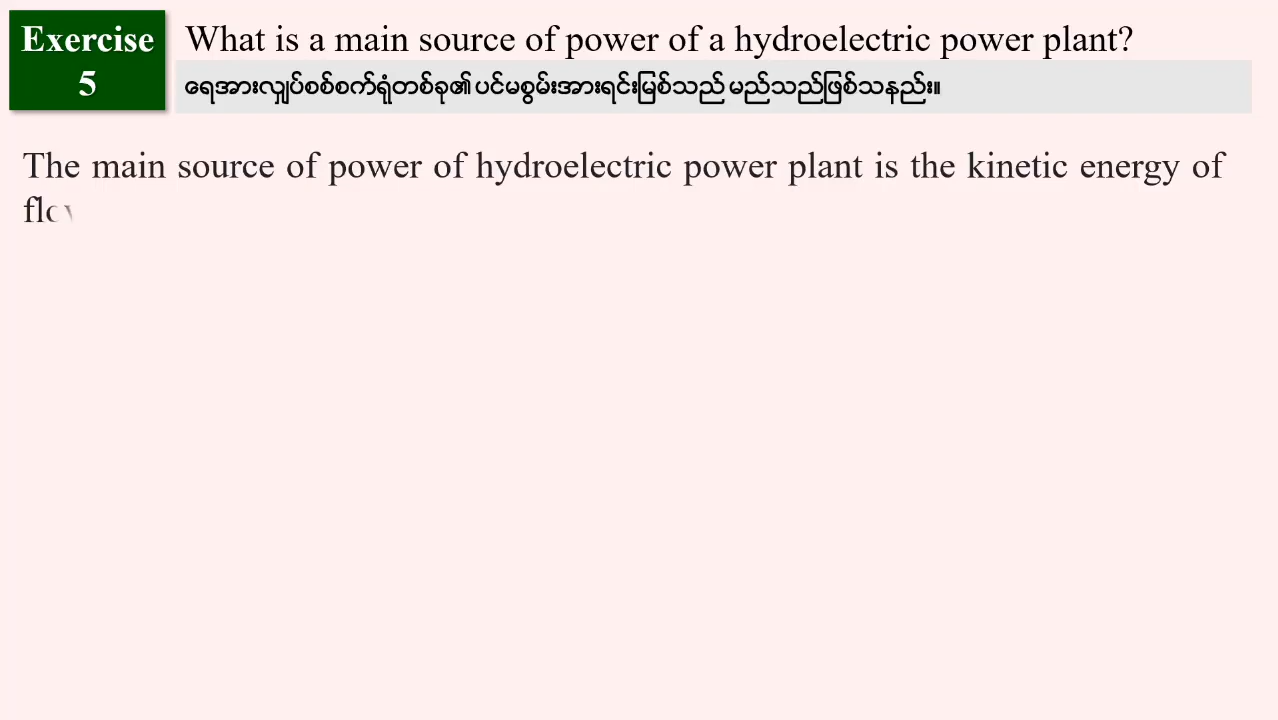 Exercise
5
What is a main source of power of a hydroelectric power plant?
ရေအားလျှပ်စစ်စက်ရုံတစ်ခု၏ ပင်မစွမ်းအားရင်းမြစ်သည် မည်သည်ဖြစ်သနည်း။
The main source of power of hydroelectric power plant is the kinetic energy of